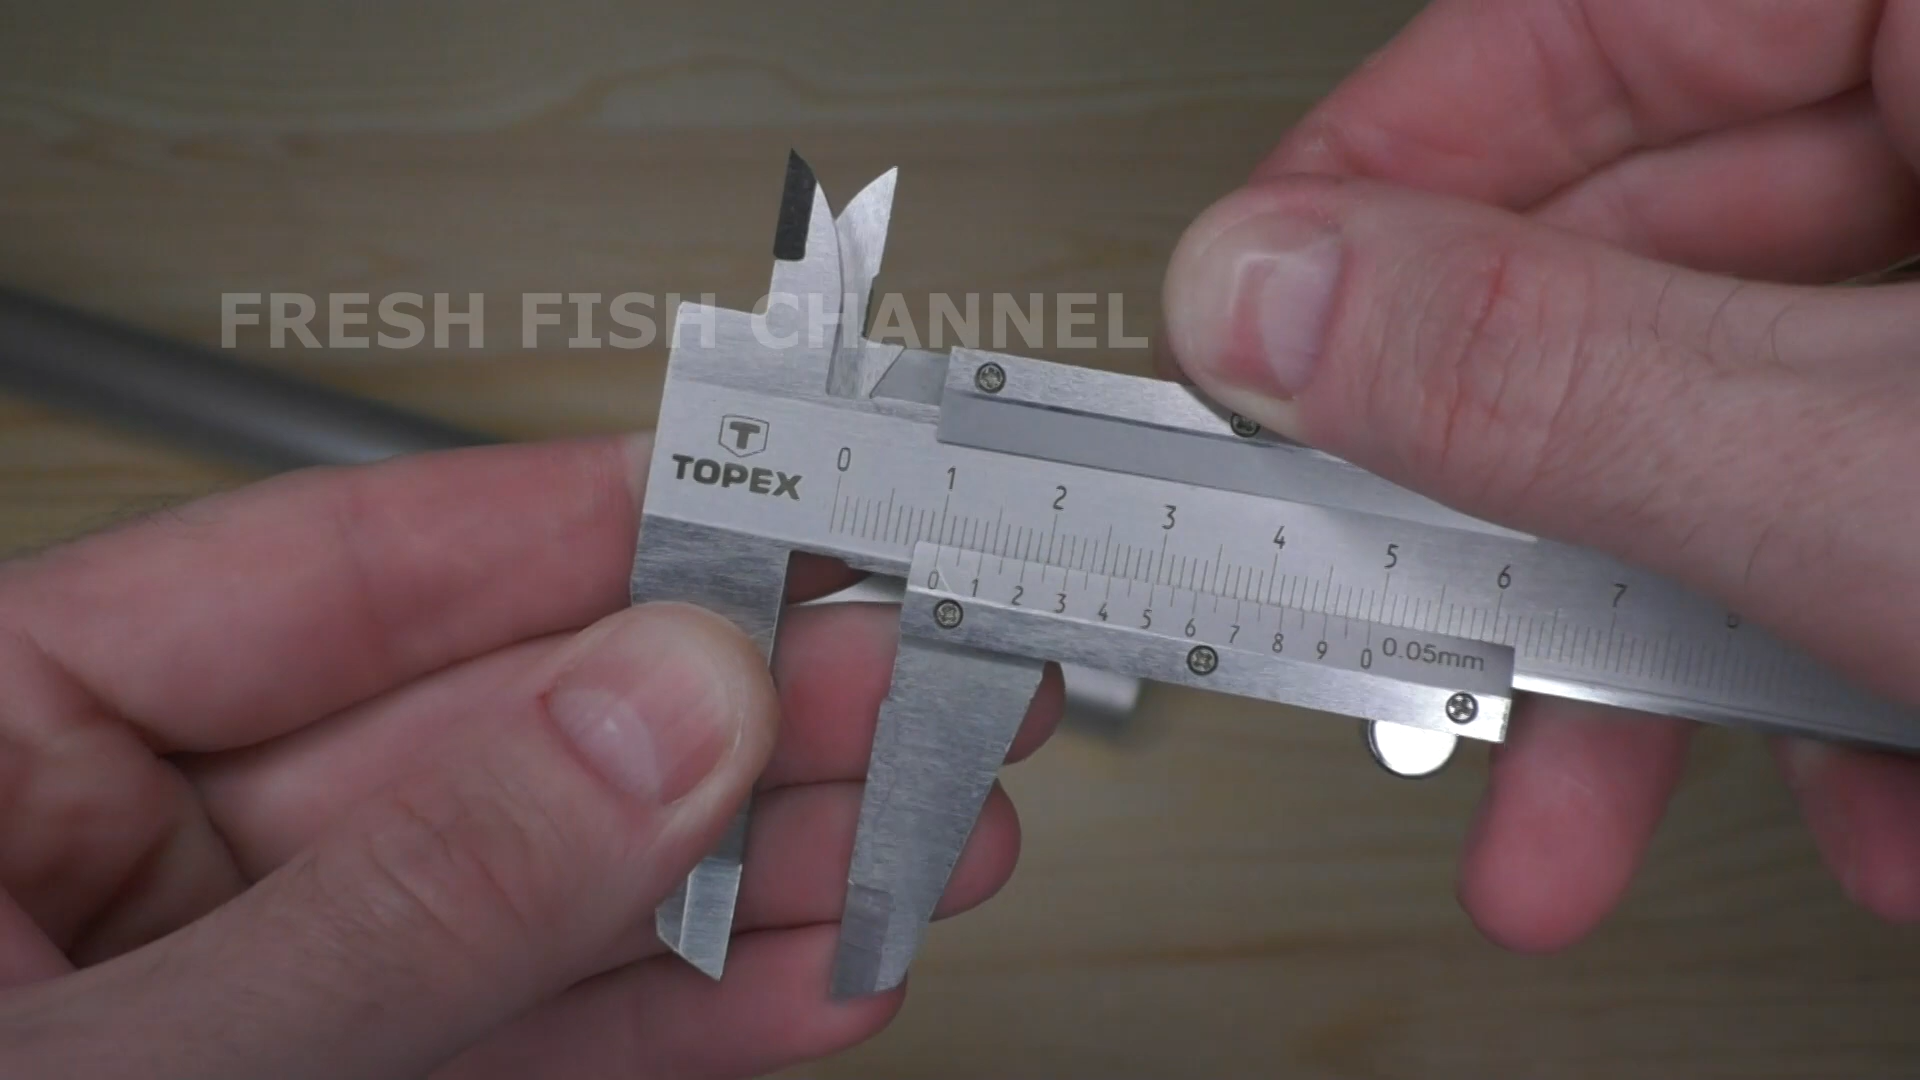 FRESH FISH CHANNEL
T
TOPEX
0 1 2 3 4 5 6 7
0 1 2 3 4 5 6 7 8 9 0 0.05mm